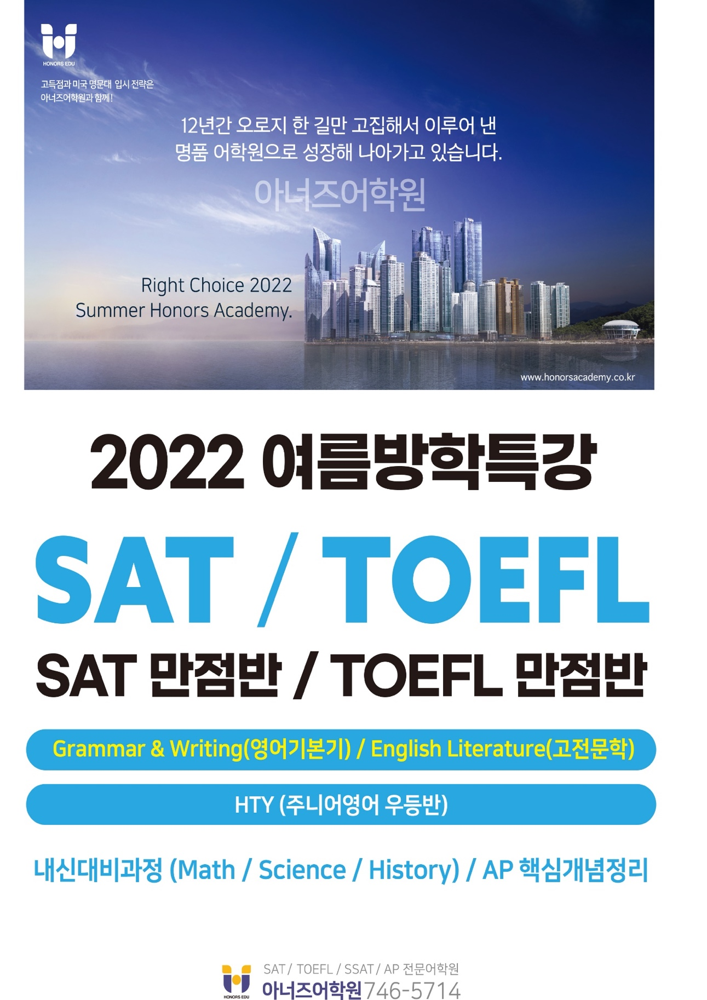 HONORS EDU
고득점과 미국 명문대 입시 전략은
아너즈어학원과 함께!
12년간 오로지 한 길만 고집해서 이루어 낸
명품 어학원으로 성장해 나아가고 있습니다.
아너즈어학원
Right Choice 2022
Summer Honors Academy.
www.honorsacademy.co.kr
2022 여름방학특강
SAT / TOEFL
SAT 만점반 / TOEFL 만점반
Grammar & Writing(영어기본기) / English Literature(고전문학)
HTY (주니어영어 우등반)
내신대비과정 (Math / Science / History) / AP 핵심개념정리
SAT / TOEFL / SSAT / AP 전문어학원
HONORS EDU
아너즈어학원 746-5714